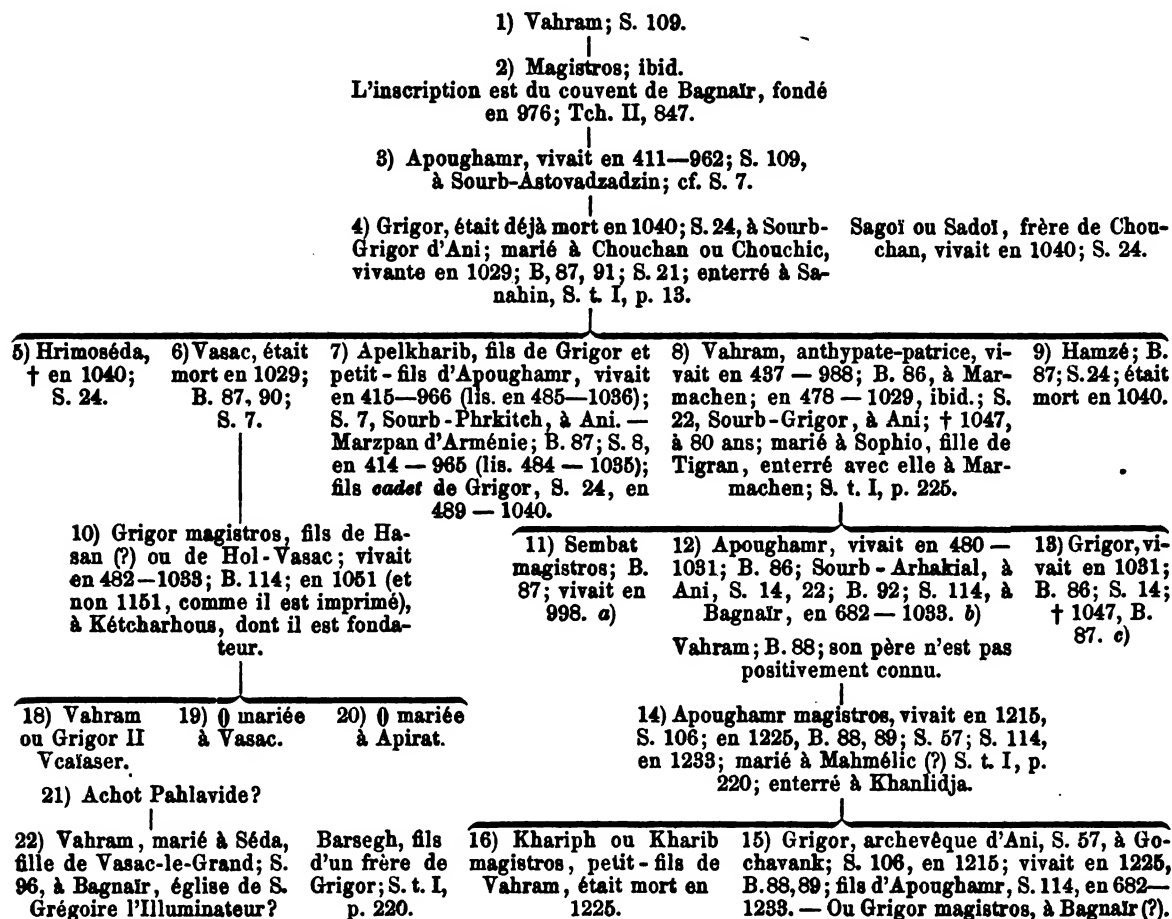 1) Vahram; S. 109.
2) Magistros; ibid.
L'inscription est du couvent de Bagnaïr, fondé
en 976; Tch. II, 847.
3) Apoughamr, vivait en 411—962; S. 109,
à Sourb-Astovadzadzin; cf. S. 7.
4) Grigor, était déjà mort en 1040; S. 24, à Sourb-
Grigor d'Ani; marié à Chouchan ou Chouchic,
vivante en 1029; B, 87, 91; S. 21; enterré à Sa-
nahin, S. t. I, p. 13.
Sagoï ou Sadoï, frère de Chou-
chan, vivait en 1040; S. 24.
5) Hrimoséda,
† en 1040;
S. 24.
6) Vasac, était
mort en 1029;
B. 87, 90;
S. 7.
7) Apelkharib, fils de Grigor et
petit-fils d'Apoughamr, vivait
en 415—966 (lis. en 485—1036);
S. 7, Sourb-Phrkitch, à Ani. —
Marzpan d'Arménie; B. 87; S. 8,
en 414 — 965 (lis. 484 — 1035);
fils cadet de Grigor, S. 24, en
489 — 1040.
8) Vahram, anthypate-patrice, vi-
vait en 437 — 988; B. 86, à Mar-
machen; en 478 — 1029, ibid.; S.
22, Sourb-Grigor, à Ani; † 1047,
à 80 ans; marié à Sophio, fille de
Tigran, enterré avec elle à Mar-
machen; S. t. I, p. 225.
9) Hamzé; B.
87; S. 24; était
mort en 1040.
10) Grigor magistros, fils de Ha-
san (?) ou de Hol-Vasac; vivait
en 482—1033; B. 114; en 1051 (et
non 1151, comme il est imprimé),
à Kétcharhous, dont il est fonda-
teur.
11) Sembat
magistros; B.
87; vivait en
998. a)
12) Apoughamr, vivait en 480 —
1031; B. 86; Sourb-Arhakial, à
Ani, S. 14, 22; B. 92; S. 114, à
Bagnaïr, en 682 — 1033. b)
13) Grigor, vi-
vait en 1031;
B. 86; S. 14;
† 1047, B.
87. c)
Vahram; B. 88; son père n'est pas
positivement connu.
18) Vahram
ou Grigor II
Vcaïaser.
19) () mariée
à Vasac.
20) () mariée
à Apirat.
14) Apoughamr magistros, vivait en 1215,
S. 106; en 1225, B. 88, 89; S. 57; S. 114,
en 1233; marié à Mahmélic (?) S. t. I, p.
220; enterré à Khanlidja.
21) Achot Pahlavide?
22) Vahram, marié à Séda,
fille de Vasac-le-Grand; S.
96, à Bagnaïr, église de S.
Grégoire l'Illuminateur?
Barsegh, fils
d'un frère de
Grigor; S. t. I,
p. 220.
16) Khariph ou Kharib
magistros, petit-fils de
Vahram, était mort en
1225.
15) Grigor, archevêque d'Ani, S. 57, à Go-
chavank; S. 106, en 1215; vivait en 1225,
B. 88, 89; fils d'Apoughamr, S. 114, en 682—
1233. — Ou Grigor magistros, à Bagnaïr (?).